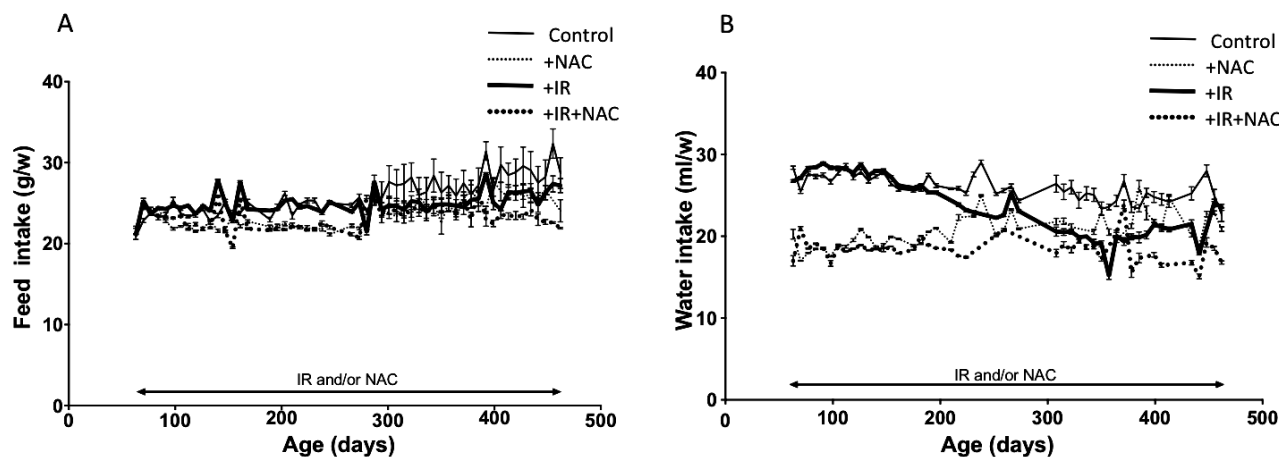 A
Control
+NAC
+IR
+IR+NAC
40
30
20
10
0
Feed intake (g/w)
IR and/or NAC
0 100 200 300 400 500
Age (days)
B
Control
+NAC
+IR
+IR+NAC
40
30
20
10
0
Water intake (ml/w)
IR and/or NAC
0 100 200 300 400 500
Age (days)